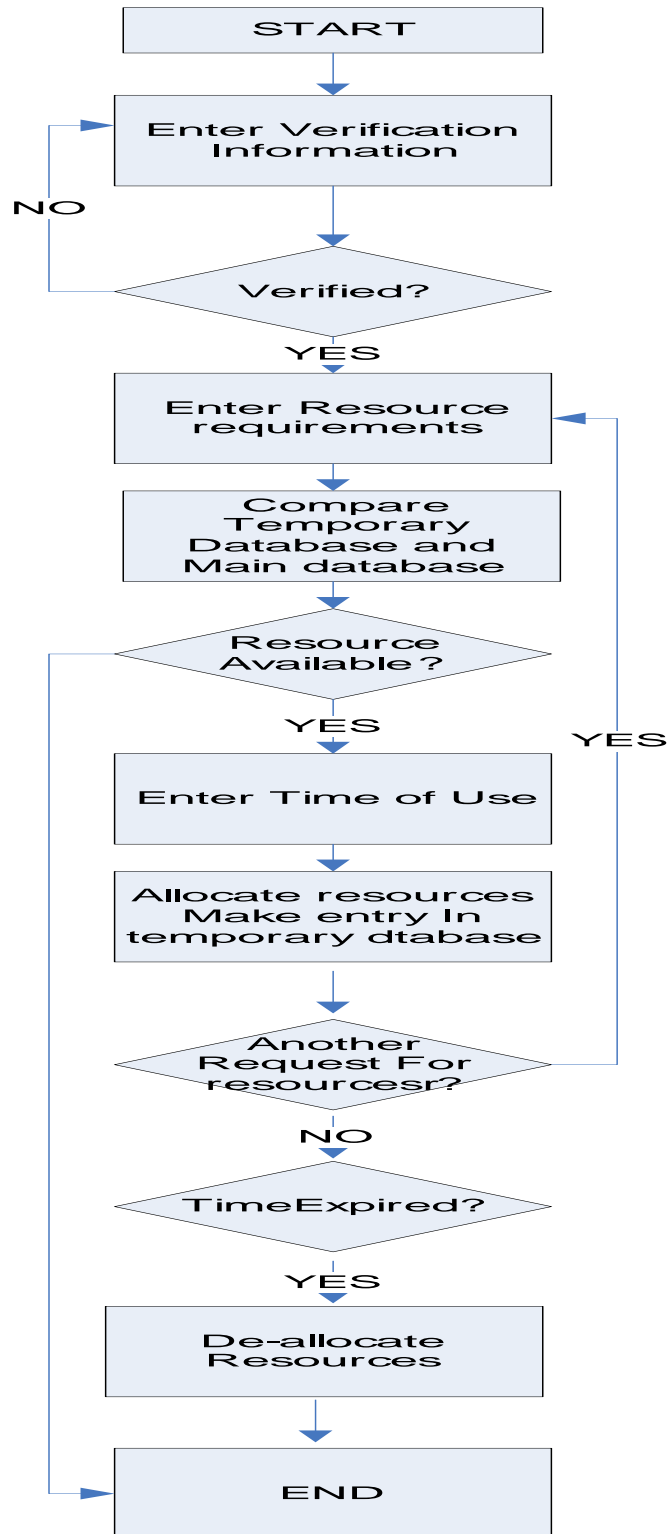 START
Enter Verification
Information
NO
Verified?
YES
Enter Resource
requirements
Compare
Temporary
Database and
Main database
Resource
Available?
YES
YES
Enter Time of Use
Allocate resources
Make entry In
temporary dtabase
Another
Request For
resourcesr?
NO
TimeExpired?
YES
De-allocate
Resources
END